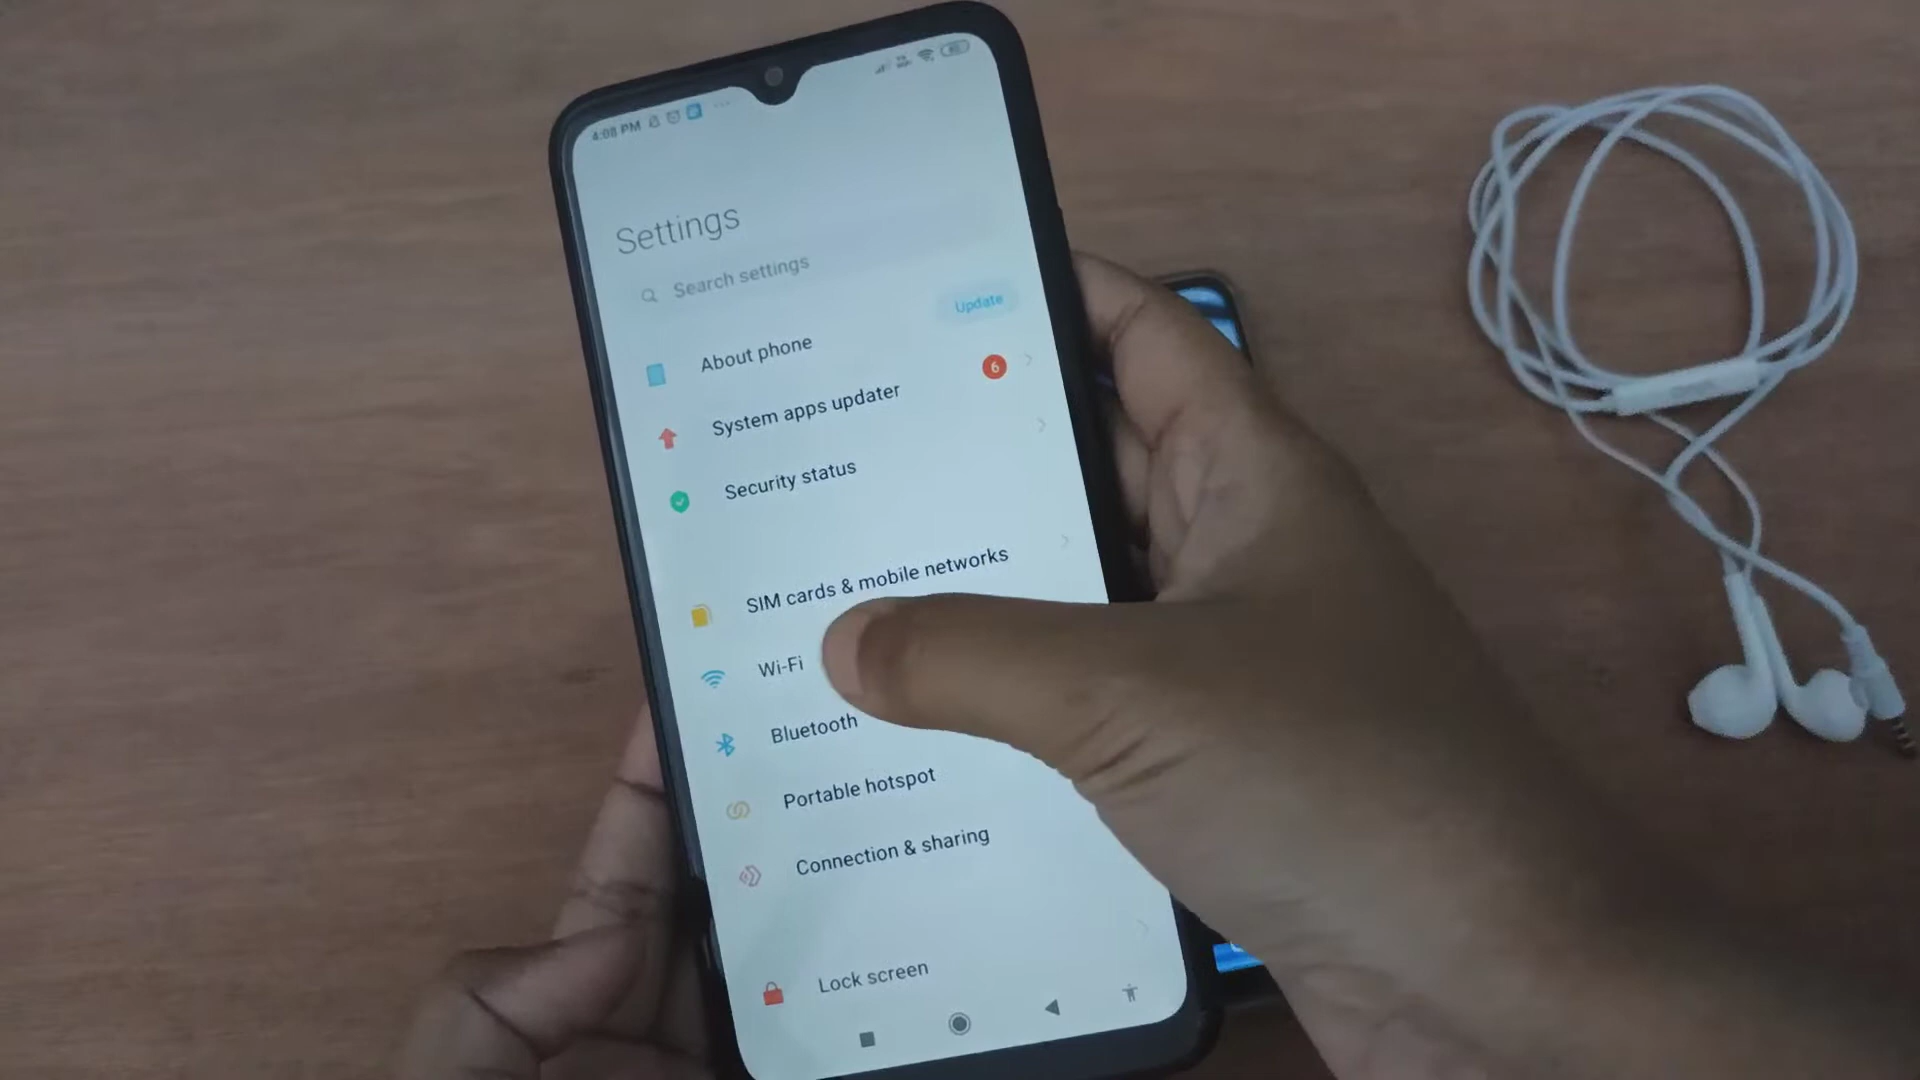 4:08 PM
Settings
Search settings
Update
About phone
System apps updater
6
Security status
SIM cards & mobile networks
Wi-Fi
Bluetooth
Portable hotspot
Connection & sharing
Lock screen